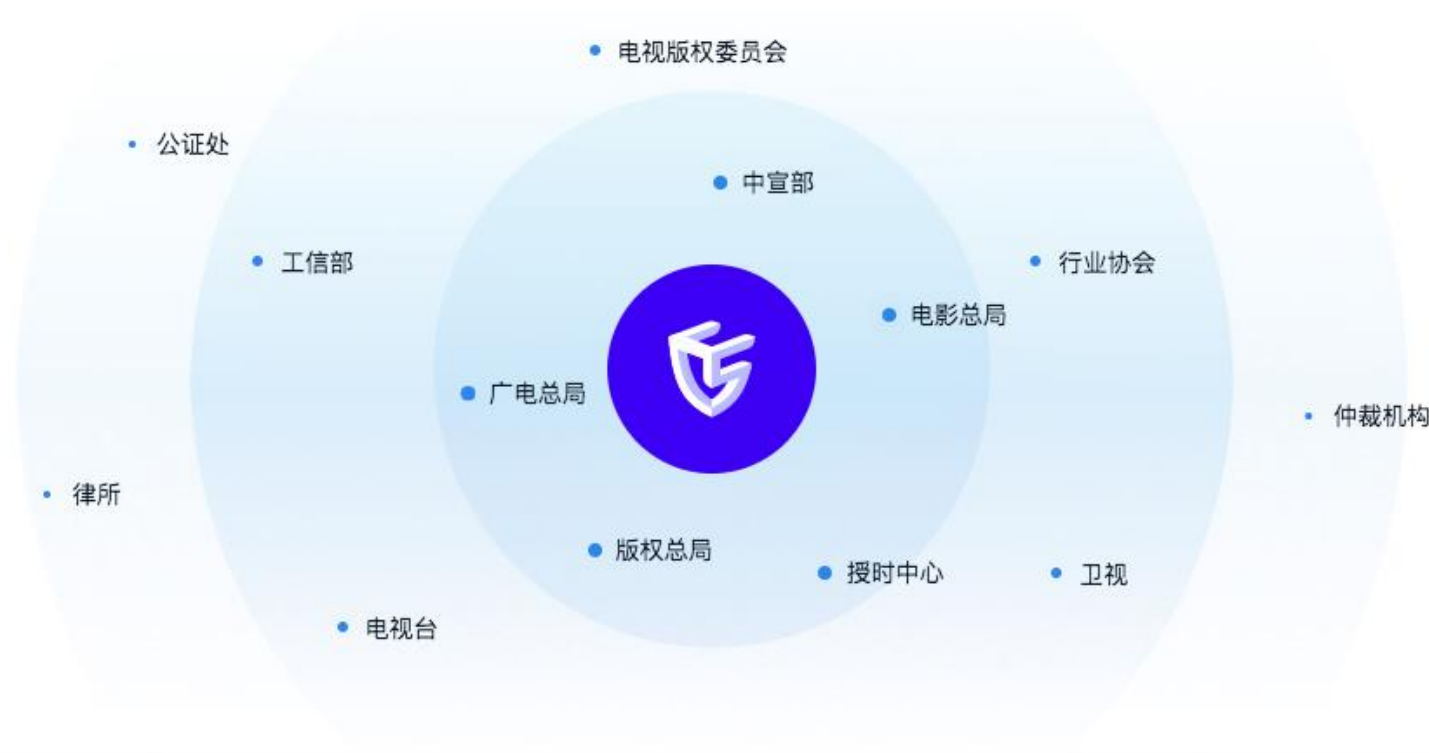 电视版权委员会
公证处
中宣部
工信部
行业协会
电影总局
广电总局
仲裁机构
律所
版权总局
授时中心
卫视
电视台